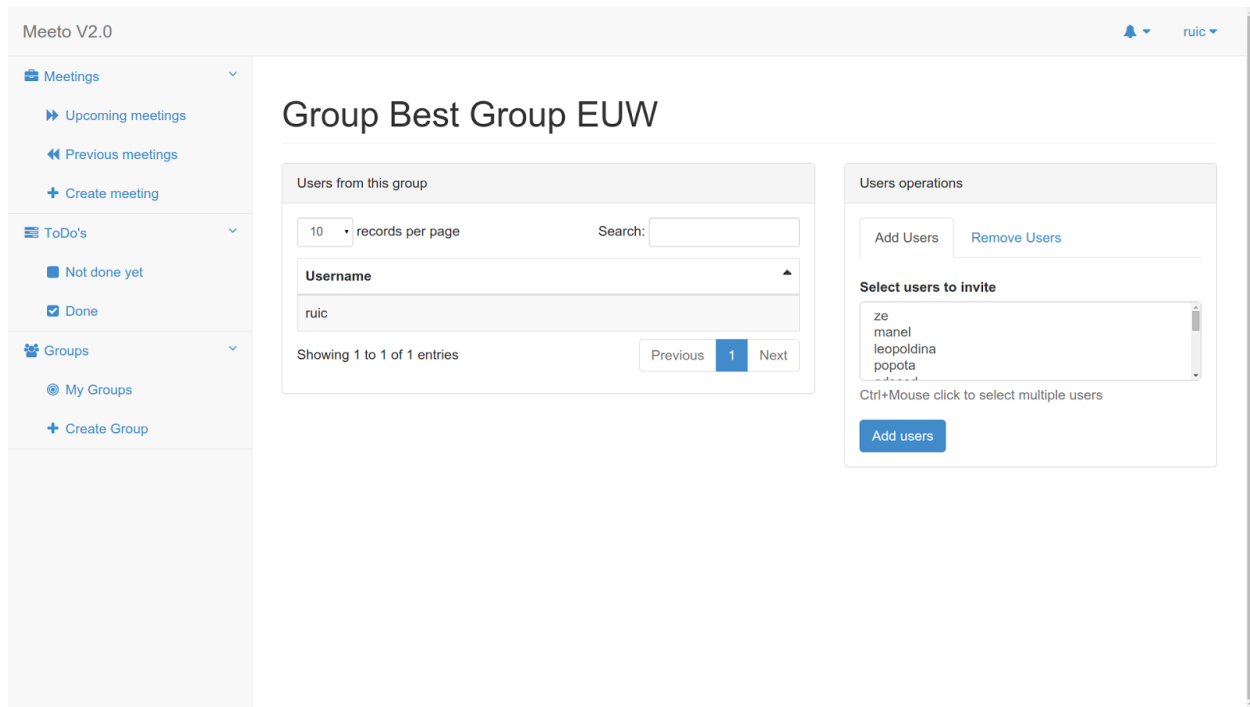 Meeto V2.0
ruic
Meetings
Upcoming meetings
Previous meetings
Create meeting
ToDo's
Not done yet
Done
Groups
My Groups
Create Group
Group Best Group EUW
Users from this group
10 records per page
Search:
Username
ruic
Showing 1 to 1 of 1 entries
Previous 1 Next
Users operations
Add Users Remove Users
Select users to invite
ze
manel
leopoldina
popota
Ctrl+Mouse click to select multiple users
Add users